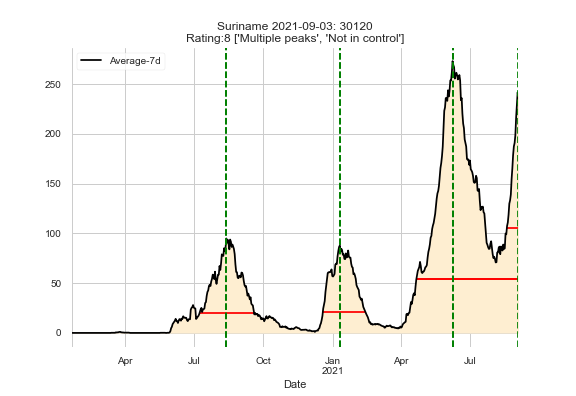 Suriname 2021-09-03: 30120
Rating:8 ['Multiple peaks', 'Not in control']
Average-7d
250
200
150
100
50
0
Apr Jul Oct Jan Apr Jul
2021
Date